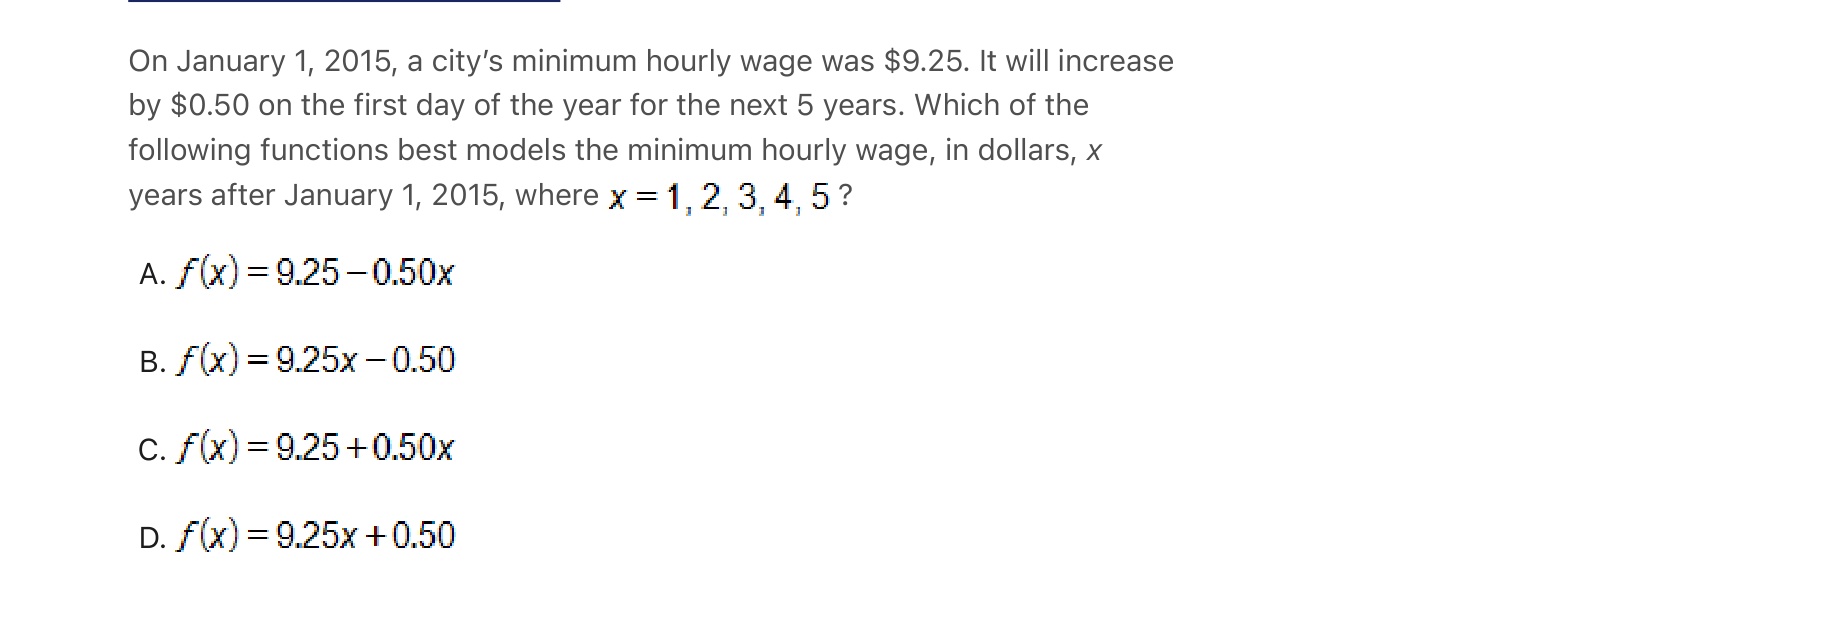 On January 1, 2015, a city's minimum hourly wage was $9.25. It will increase
by $0.50 on the first day of the year for the next 5 years. Which of the
following functions best models the minimum hourly wage, in dollars, x
years after January 1, 2015, where x = 1, 2, 3, 4, 5 ?
A. f(x) = 9.25 – 0.50x
B. f(x) = 9.25x – 0.50
C. f(x) = 9.25 + 0.50x
D. f(x) = 9.25x + 0.50